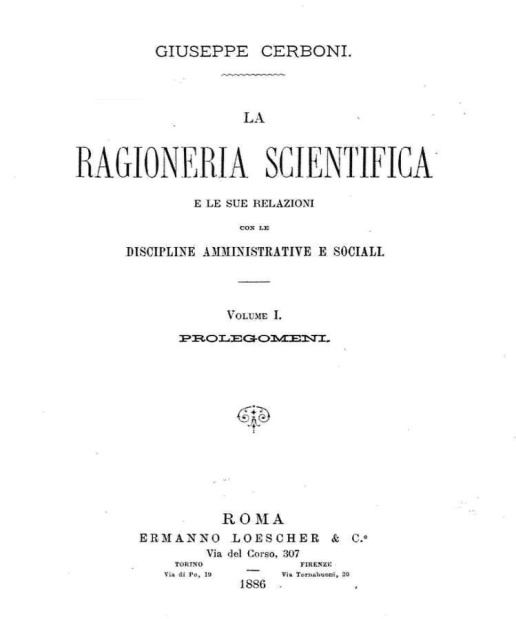 GIUSEPPE CERBONI.
LA
RAGIONERIA SCIENTIFICA
E LE SUE RELAZIONI
CON LE
DISCIPLINE AMMINISTRATIVE E SOCIALI.
VOLUME I.
PROLEGOMENI.
ROMA
ERMANNO LOESCHER & C.º
Via del Corso, 307
TORINO
Via di Po, 19
FIRENZE
Via Tornabuoni, 20
1886